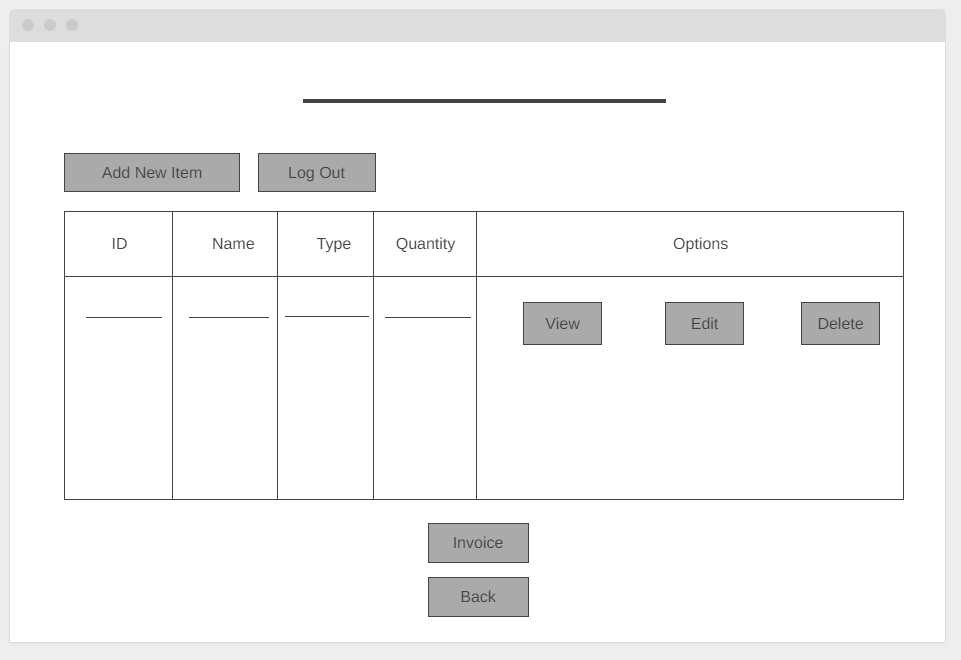 Add New Item Log Out
ID Name Type Quantity Options
View Edit Delete
Invoice
Back